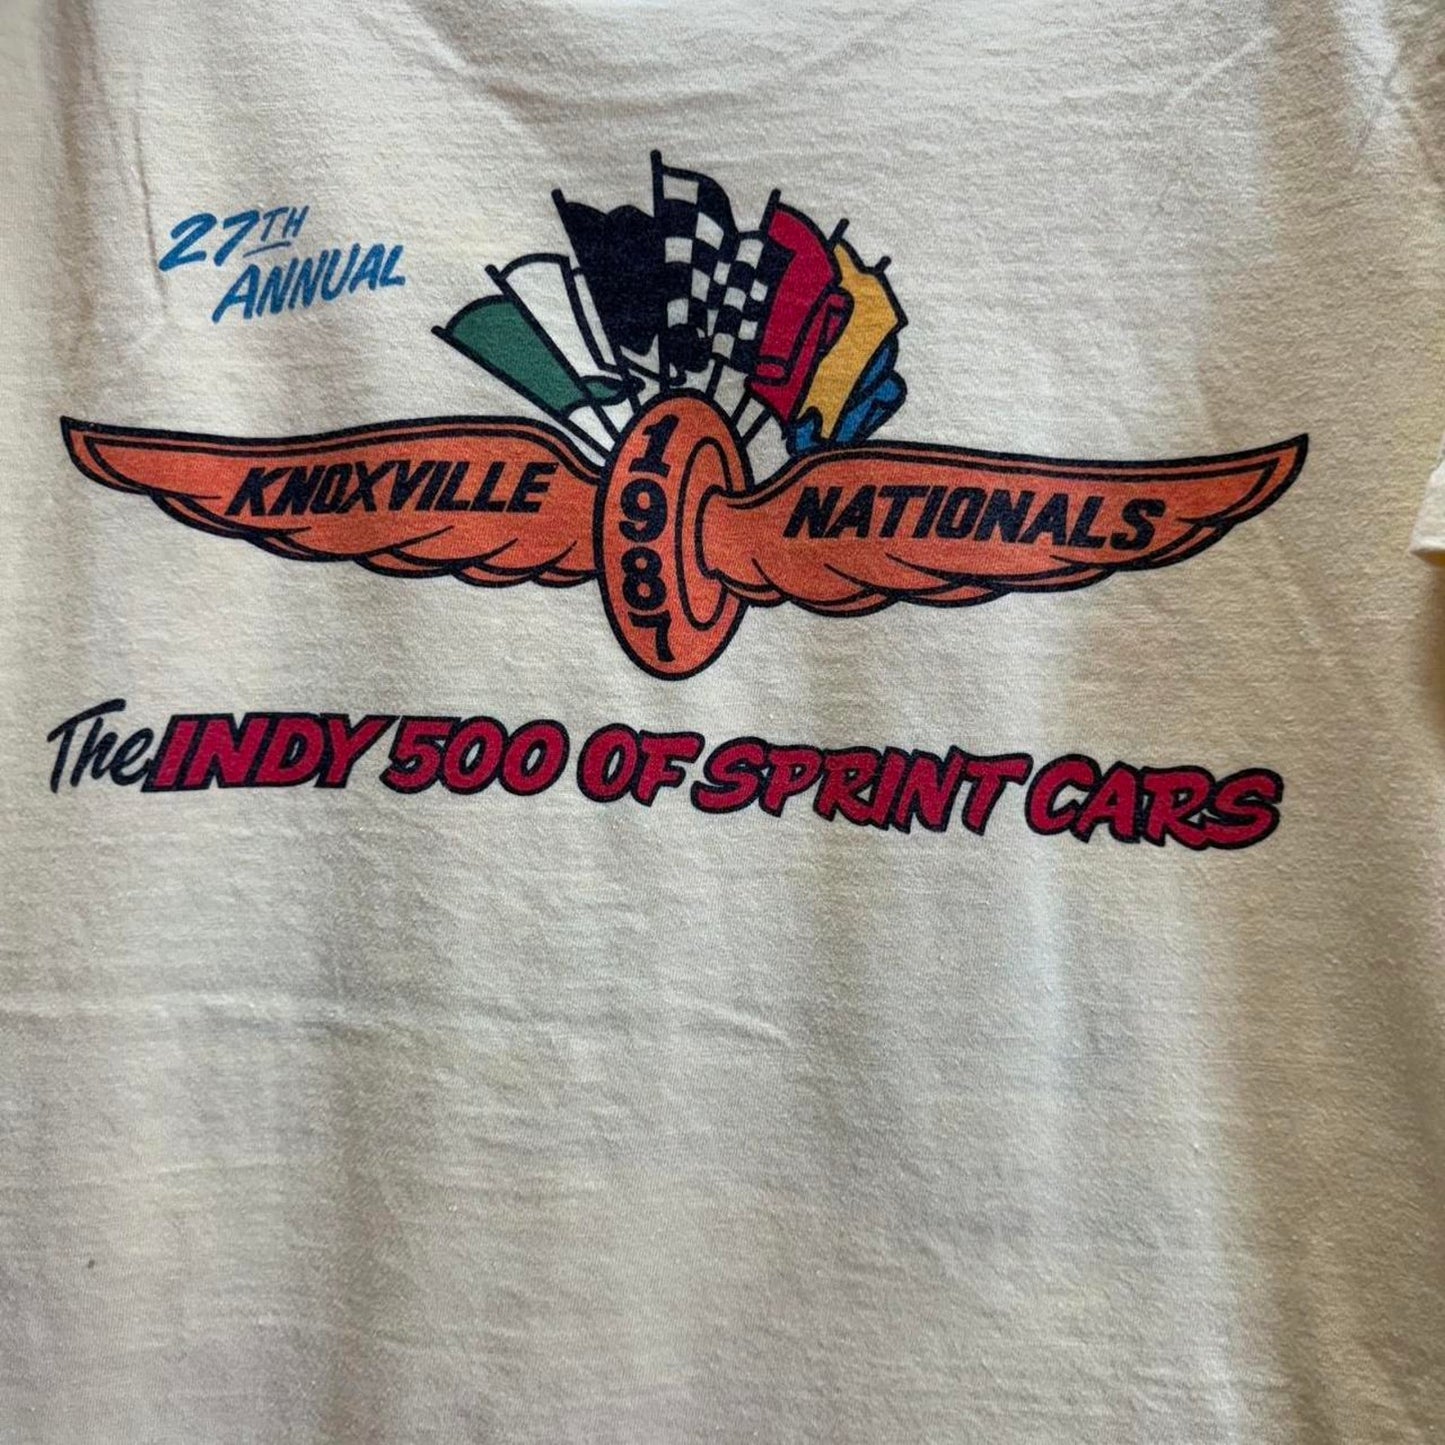 27TH
ANNUAL
KNOXVILLE 1987 NATIONALS
The INDY 500 OF SPRINT CARS